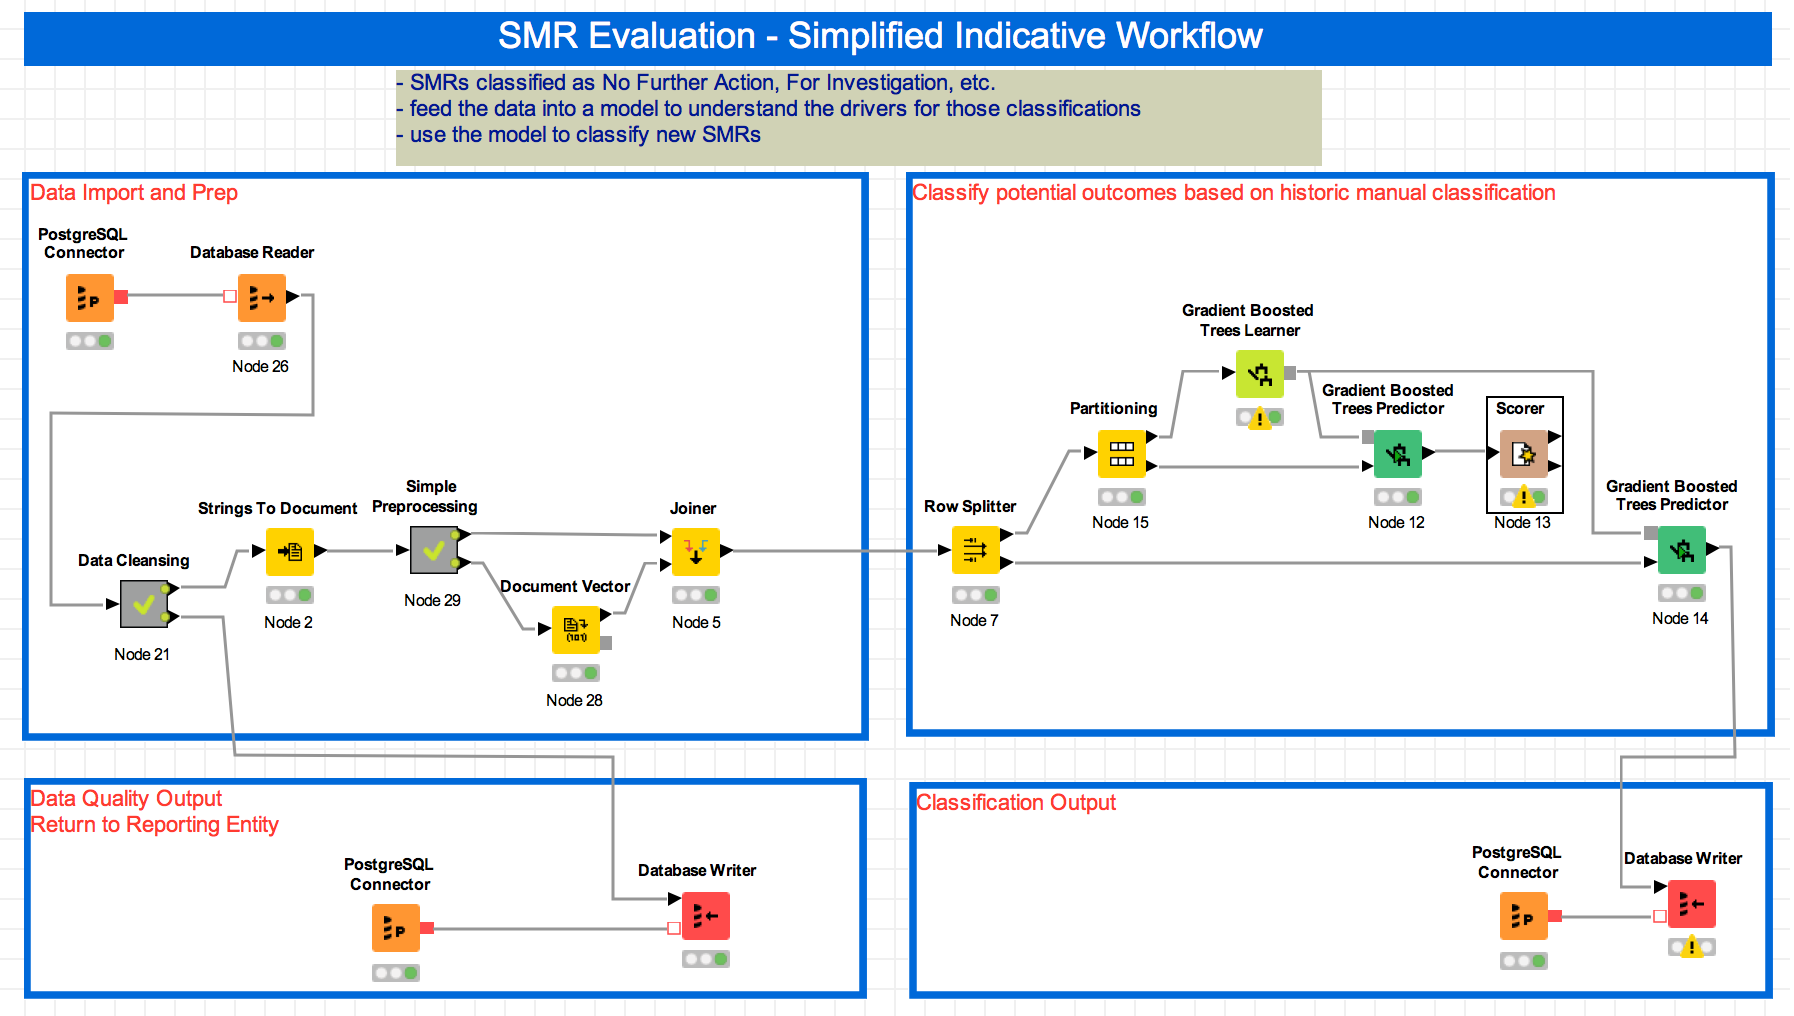 SMR Evaluation - Simplified Indicative Workflow
- SMRs classified as No Further Action, For Investigation, etc.
- feed the data into a model to understand the drivers for those classifications
- use the model to classify new SMRs
Data Import and Prep
PostgreSQL
Connector
Database Reader
Node 26
Data Cleansing
Node 21
Strings To Document
Node 2
Simple
Preprocessing
Node 29
Document Vector
Node 28
Joiner
Node 5
Classify potential outcomes based on historic manual classification
Row Splitter
Node 7
Partitioning
Node 15
Gradient Boosted
Trees Learner
Gradient Boosted
Trees Predictor
Node 12
Scorer
Node 13
Gradient Boosted
Trees Predictor
Node 14
Data Quality Output
Return to Reporting Entity
PostgreSQL
Connector
Database Writer
Classification Output
PostgreSQL
Connector
Database Writer